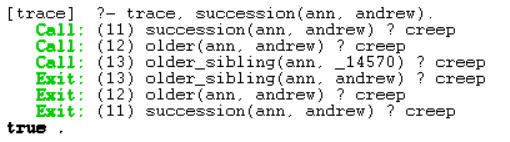 [trace]  ?- trace, succession(ann, andrew).
   Call: (11) succession(ann, andrew) ? creep
   Call: (12) older(ann, andrew) ? creep
   Call: (13) older_sibling(ann, _14570) ? creep
   Exit: (13) older_sibling(ann, andrew) ? creep
   Exit: (12) older(ann, andrew) ? creep
   Exit: (11) succession(ann, andrew) ? creep
true .